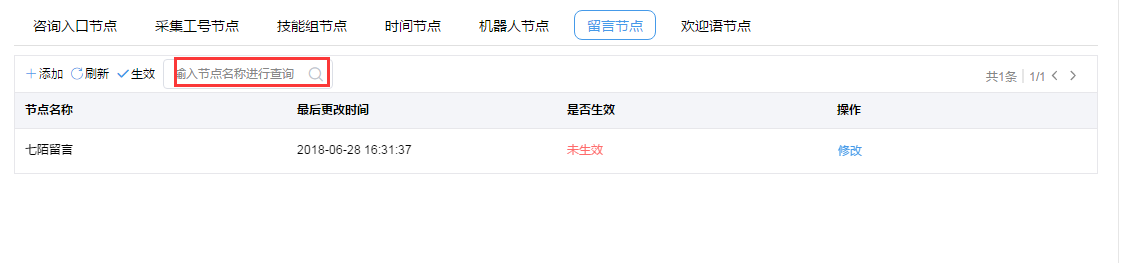 咨询入口节点 采集工号节点 技能组节点 时间节点 机器人节点 留言节点 欢迎语节点
添加 刷新 生效 输入节点名称进行查询 共1条 | 1/1
节点名称 最后更改时间 是否生效 操作
七陌留言 2018-06-28 16:31:37 未生效 修改